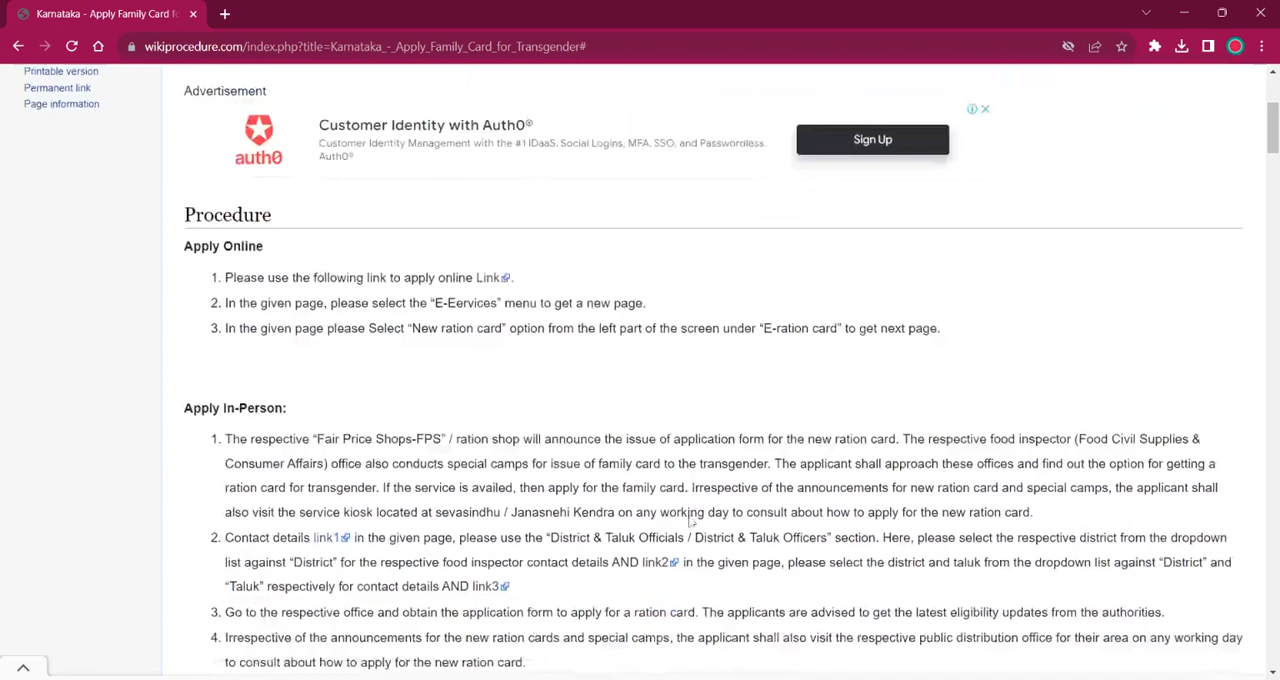 Karnataka - Apply Family Card fo
wikiprocedure.com/index.php?title=Karnataka_-_Apply_Family_Card_for_Transgender#
Printable version
Permanent link
Page information
Advertisement
auth0
Customer Identity with Auth0®
Customer Identity Management with the #1 IDaaS. Social Logins, MFA, SSO, and Passwordless.
Auth0®
Sign Up
Procedure
Apply Online
1. Please use the following link to apply online Link.
2. In the given page, please select the “E-Eervices” menu to get a new page.
3. In the given page please Select “New ration card” option from the left part of the screen under “E-ration card” to get next page.
Apply In-Person:
1. The respective “Fair Price Shops-FPS” / ration shop will announce the issue of application form for the new ration card. The respective food inspector (Food Civil Supplies &
Consumer Affairs) office also conducts special camps for issue of family card to the transgender. The applicant shall approach these offices and find out the option for getting a
ration card for transgender. If the service is availed, then apply for the family card. Irrespective of the announcements for new ration card and special camps, the applicant shall
also visit the service kiosk located at sevasindhu / Janasnehi Kendra on any working day to consult about how to apply for the new ration card.
2. Contact details link1 in the given page, please use the “District & Taluk Officials / District & Taluk Officers” section. Here, please select the respective district from the dropdown
list against “District” for the respective food inspector contact details AND link2 in the given page, please select the district and taluk from the dropdown list against “District” and
“Taluk” respectively for contact details AND link3
3. Go to the respective office and obtain the application form to apply for a ration card. The applicants are advised to get the latest eligibility updates from the authorities.
4. Irrespective of the announcements for the new ration cards and special camps, the applicant shall also visit the respective public distribution office for their area on any working day
to consult about how to apply for the new ration card.